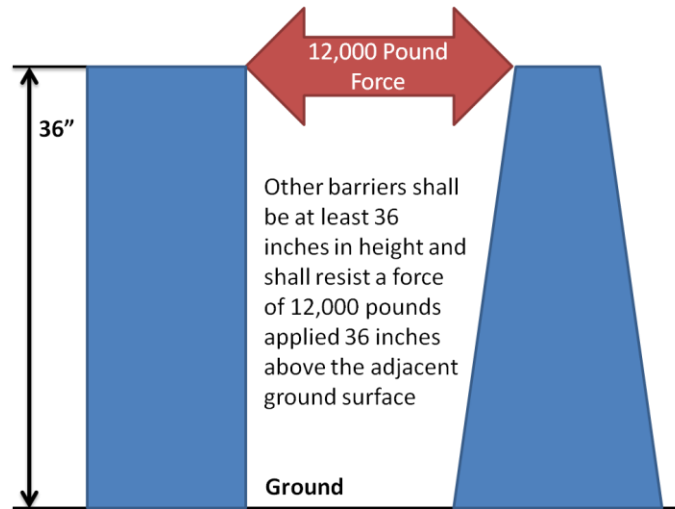 12,000 Pound
Force
36”
Other barriers shall
be at least 36
inches in height and
shall resist a force
of 12,000 pounds
applied 36 inches
above the adjacent
ground surface
Ground